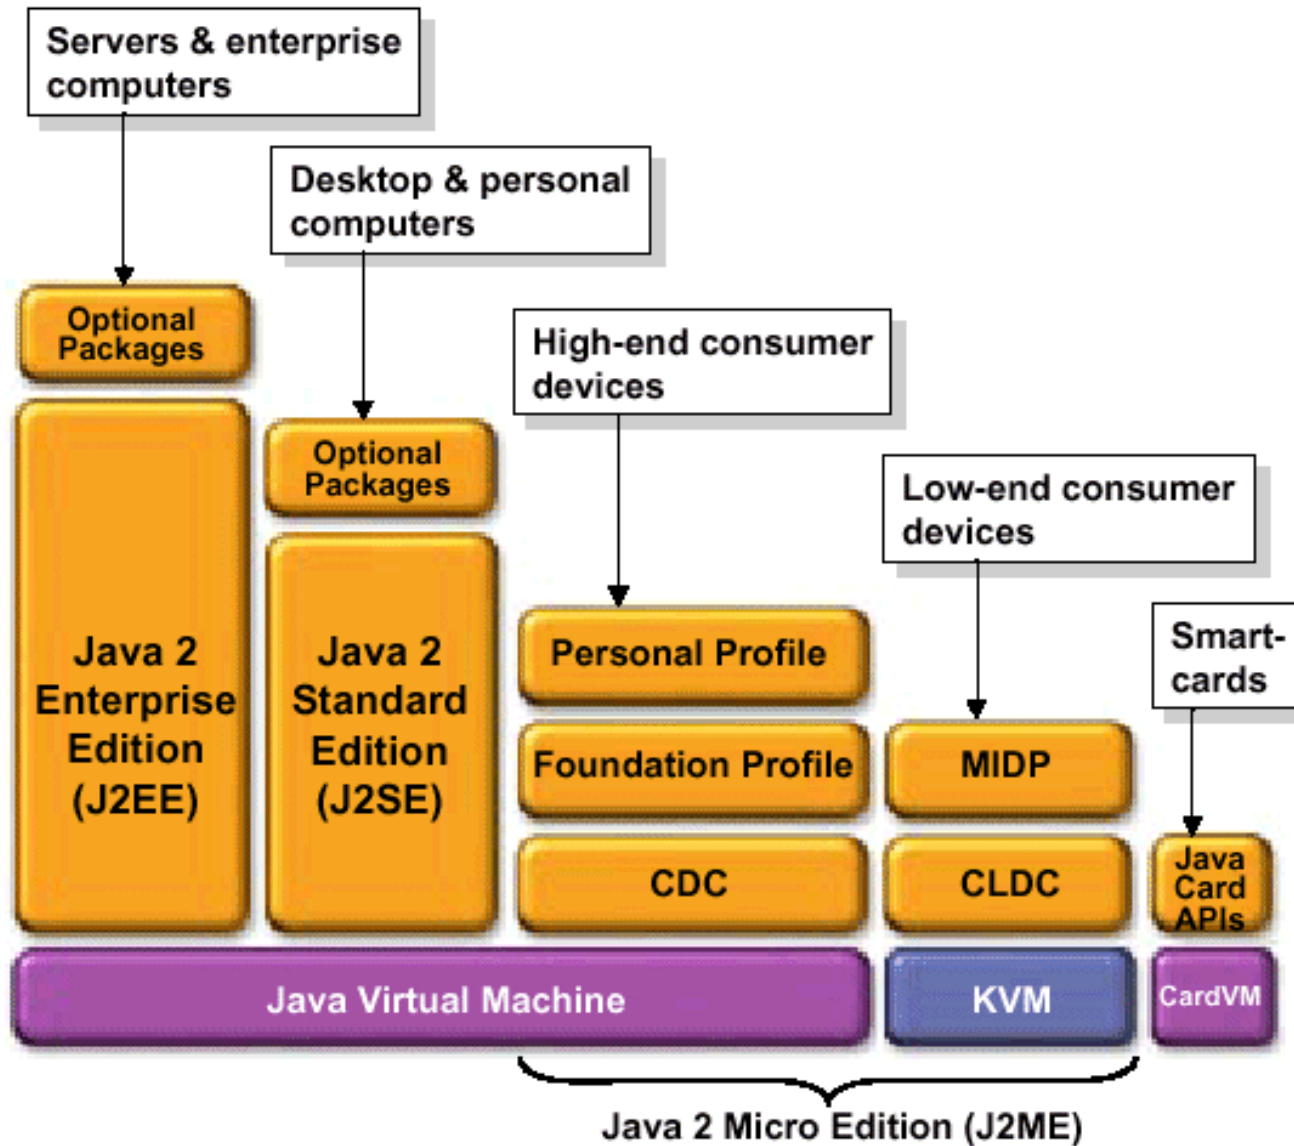 Servers & enterprise
computers
Desktop & personal
computers
Optional
Packages
High-end consumer
devices
Optional
Packages
Low-end consumer
devices
Smart-
cards
Java 2
Enterprise
Edition
(J2EE)
Java 2
Standard
Edition
(J2SE)
Personal Profile
Foundation Profile
MIDP
CDC
CLDC
Java
Card
APIs
Java Virtual Machine
KVM
CardVM
Java 2 Micro Edition (J2ME)